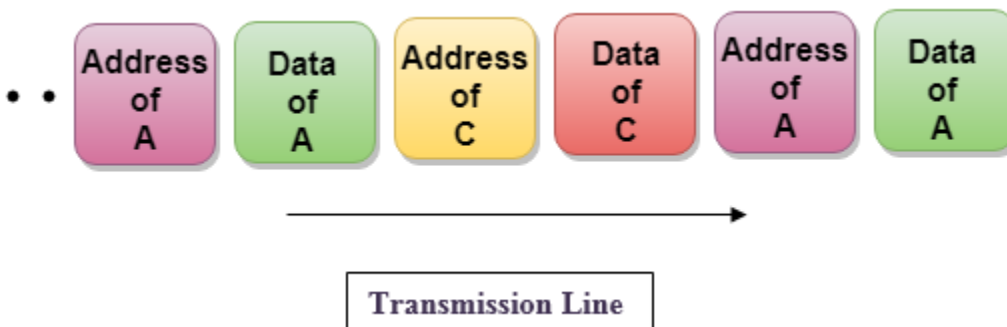 Address
of
A
Data
of
A
Address
of
C
Data
of
C
Address
of
A
Data
of
A
Transmission Line